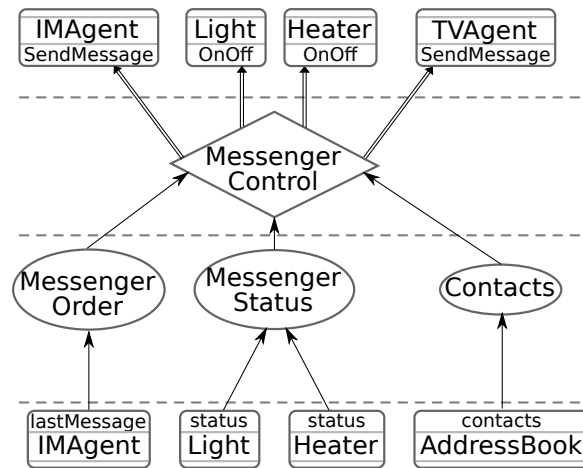 IMAgent
SendMessage
Light
OnOff
Heater
OnOff
TVAgent
SendMessage
Messenger
Control
Messenger
Order
Messenger
Status
Contacts
lastMessage
IMAgent
status
Light
status
Heater
contacts
AddressBook